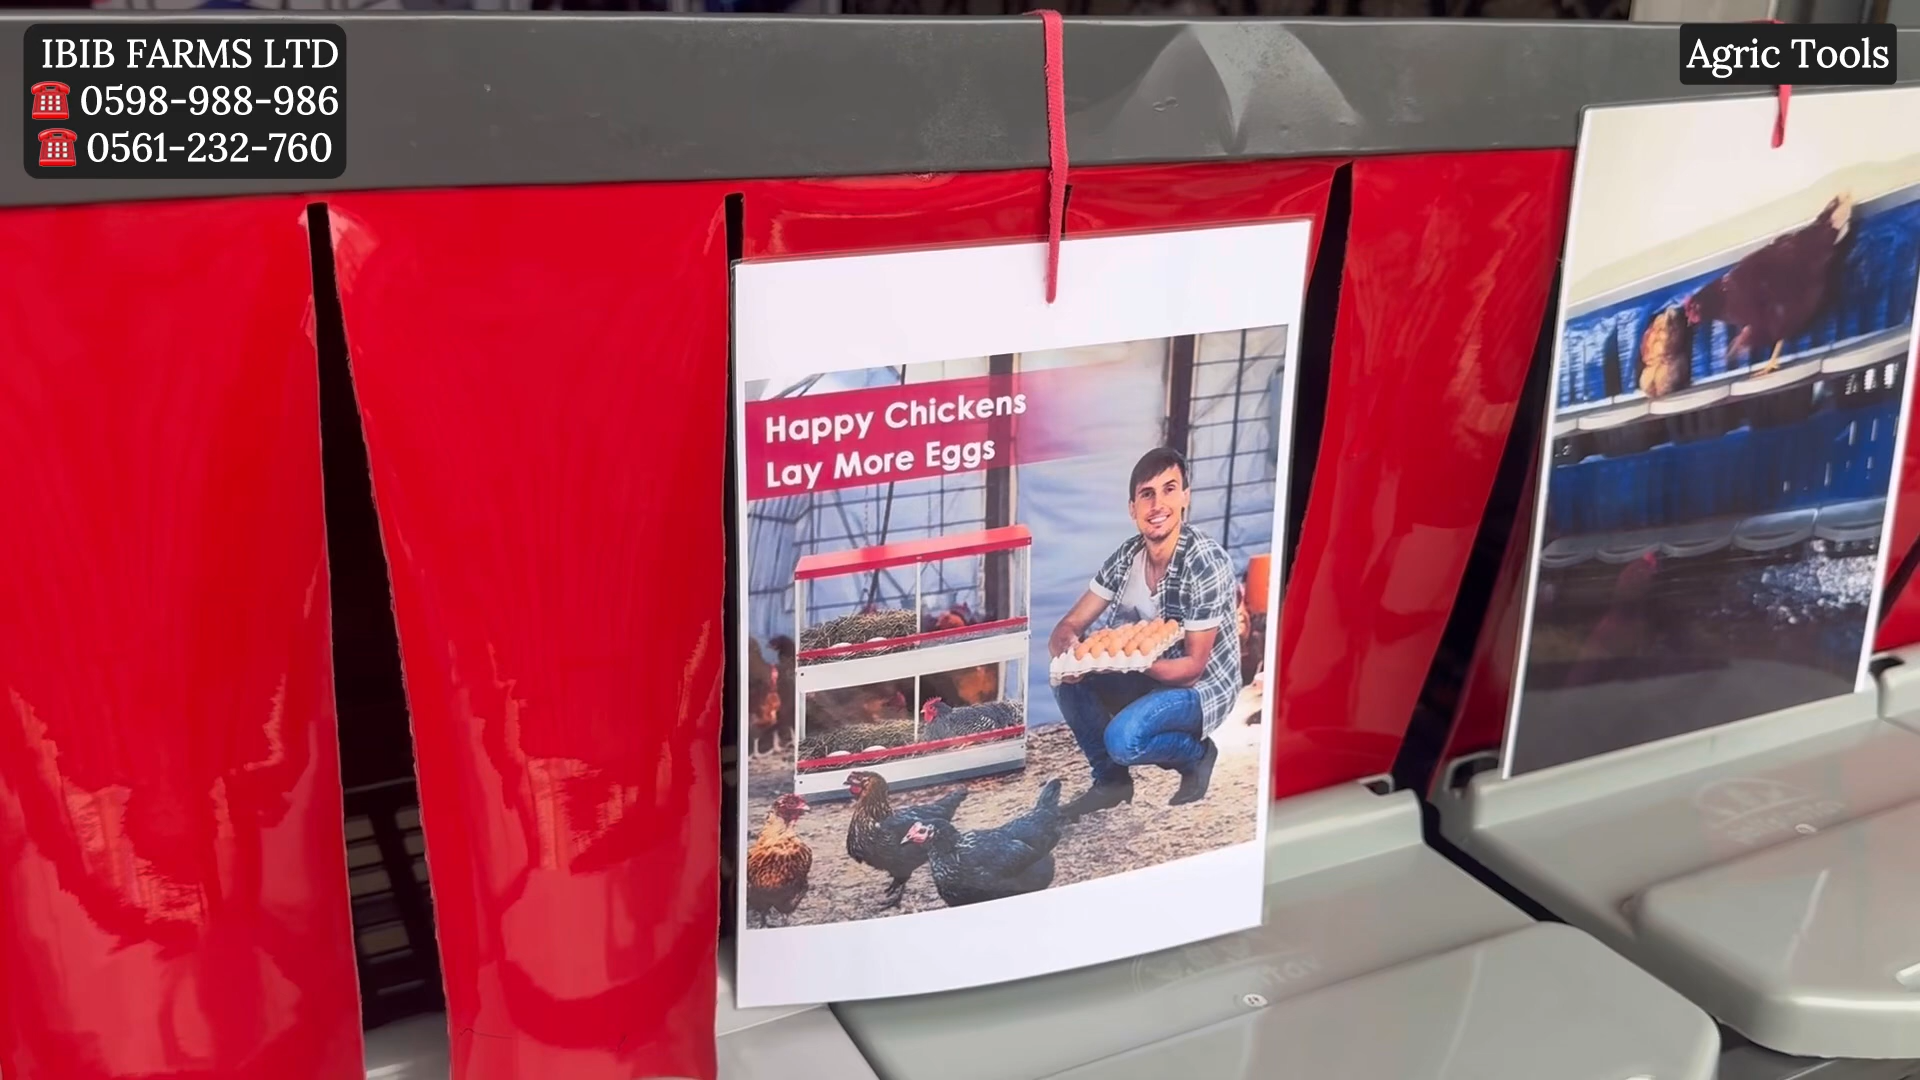 IBIB FARMS LTD
☎️ 0598-988-986
☎️ 0561-232-760
Agric Tools
Happy Chickens
Lay More Eggs